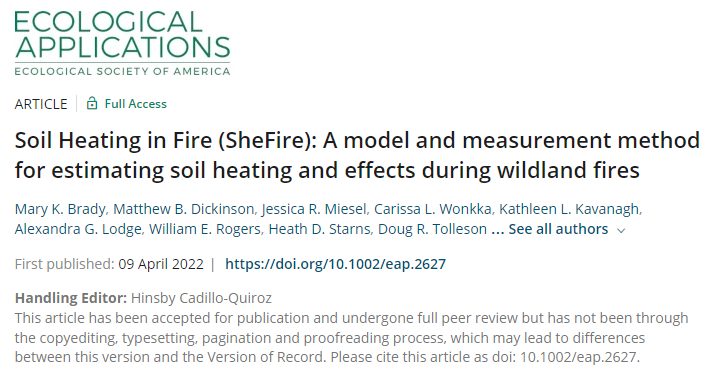 ECOLOGICAL
APPLICATIONS
ECOLOGICAL SOCIETY OF AMERICA
ARTICLE | Full Access
Soil Heating in Fire (SheFire): A model and measurement method
for estimating soil heating and effects during wildland fires
Mary K. Brady, Matthew B. Dickinson, Jessica R. Miesel, Carissa L. Wonkka, Kathleen L. Kavanagh,
Alexandra G. Lodge, William E. Rogers, Heath D. Starns, Doug R. Tolleson ... See all authors
First published: 09 April 2022 | https://doi.org/10.1002/eap.2627
Handling Editor: Hinsby Cadillo-Quiroz
This article has been accepted for publication and undergone full peer review but has not been through
the copyediting, typesetting, pagination and proofreading process, which may lead to differences
between this version and the Version of Record. Please cite this article as doi: 10.1002/eap.2627.